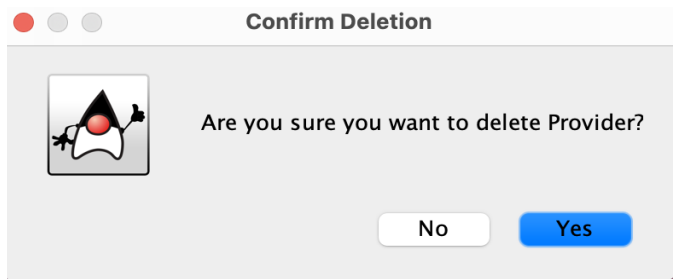 Confirm Deletion
Are you sure you want to delete Provider?
No Yes